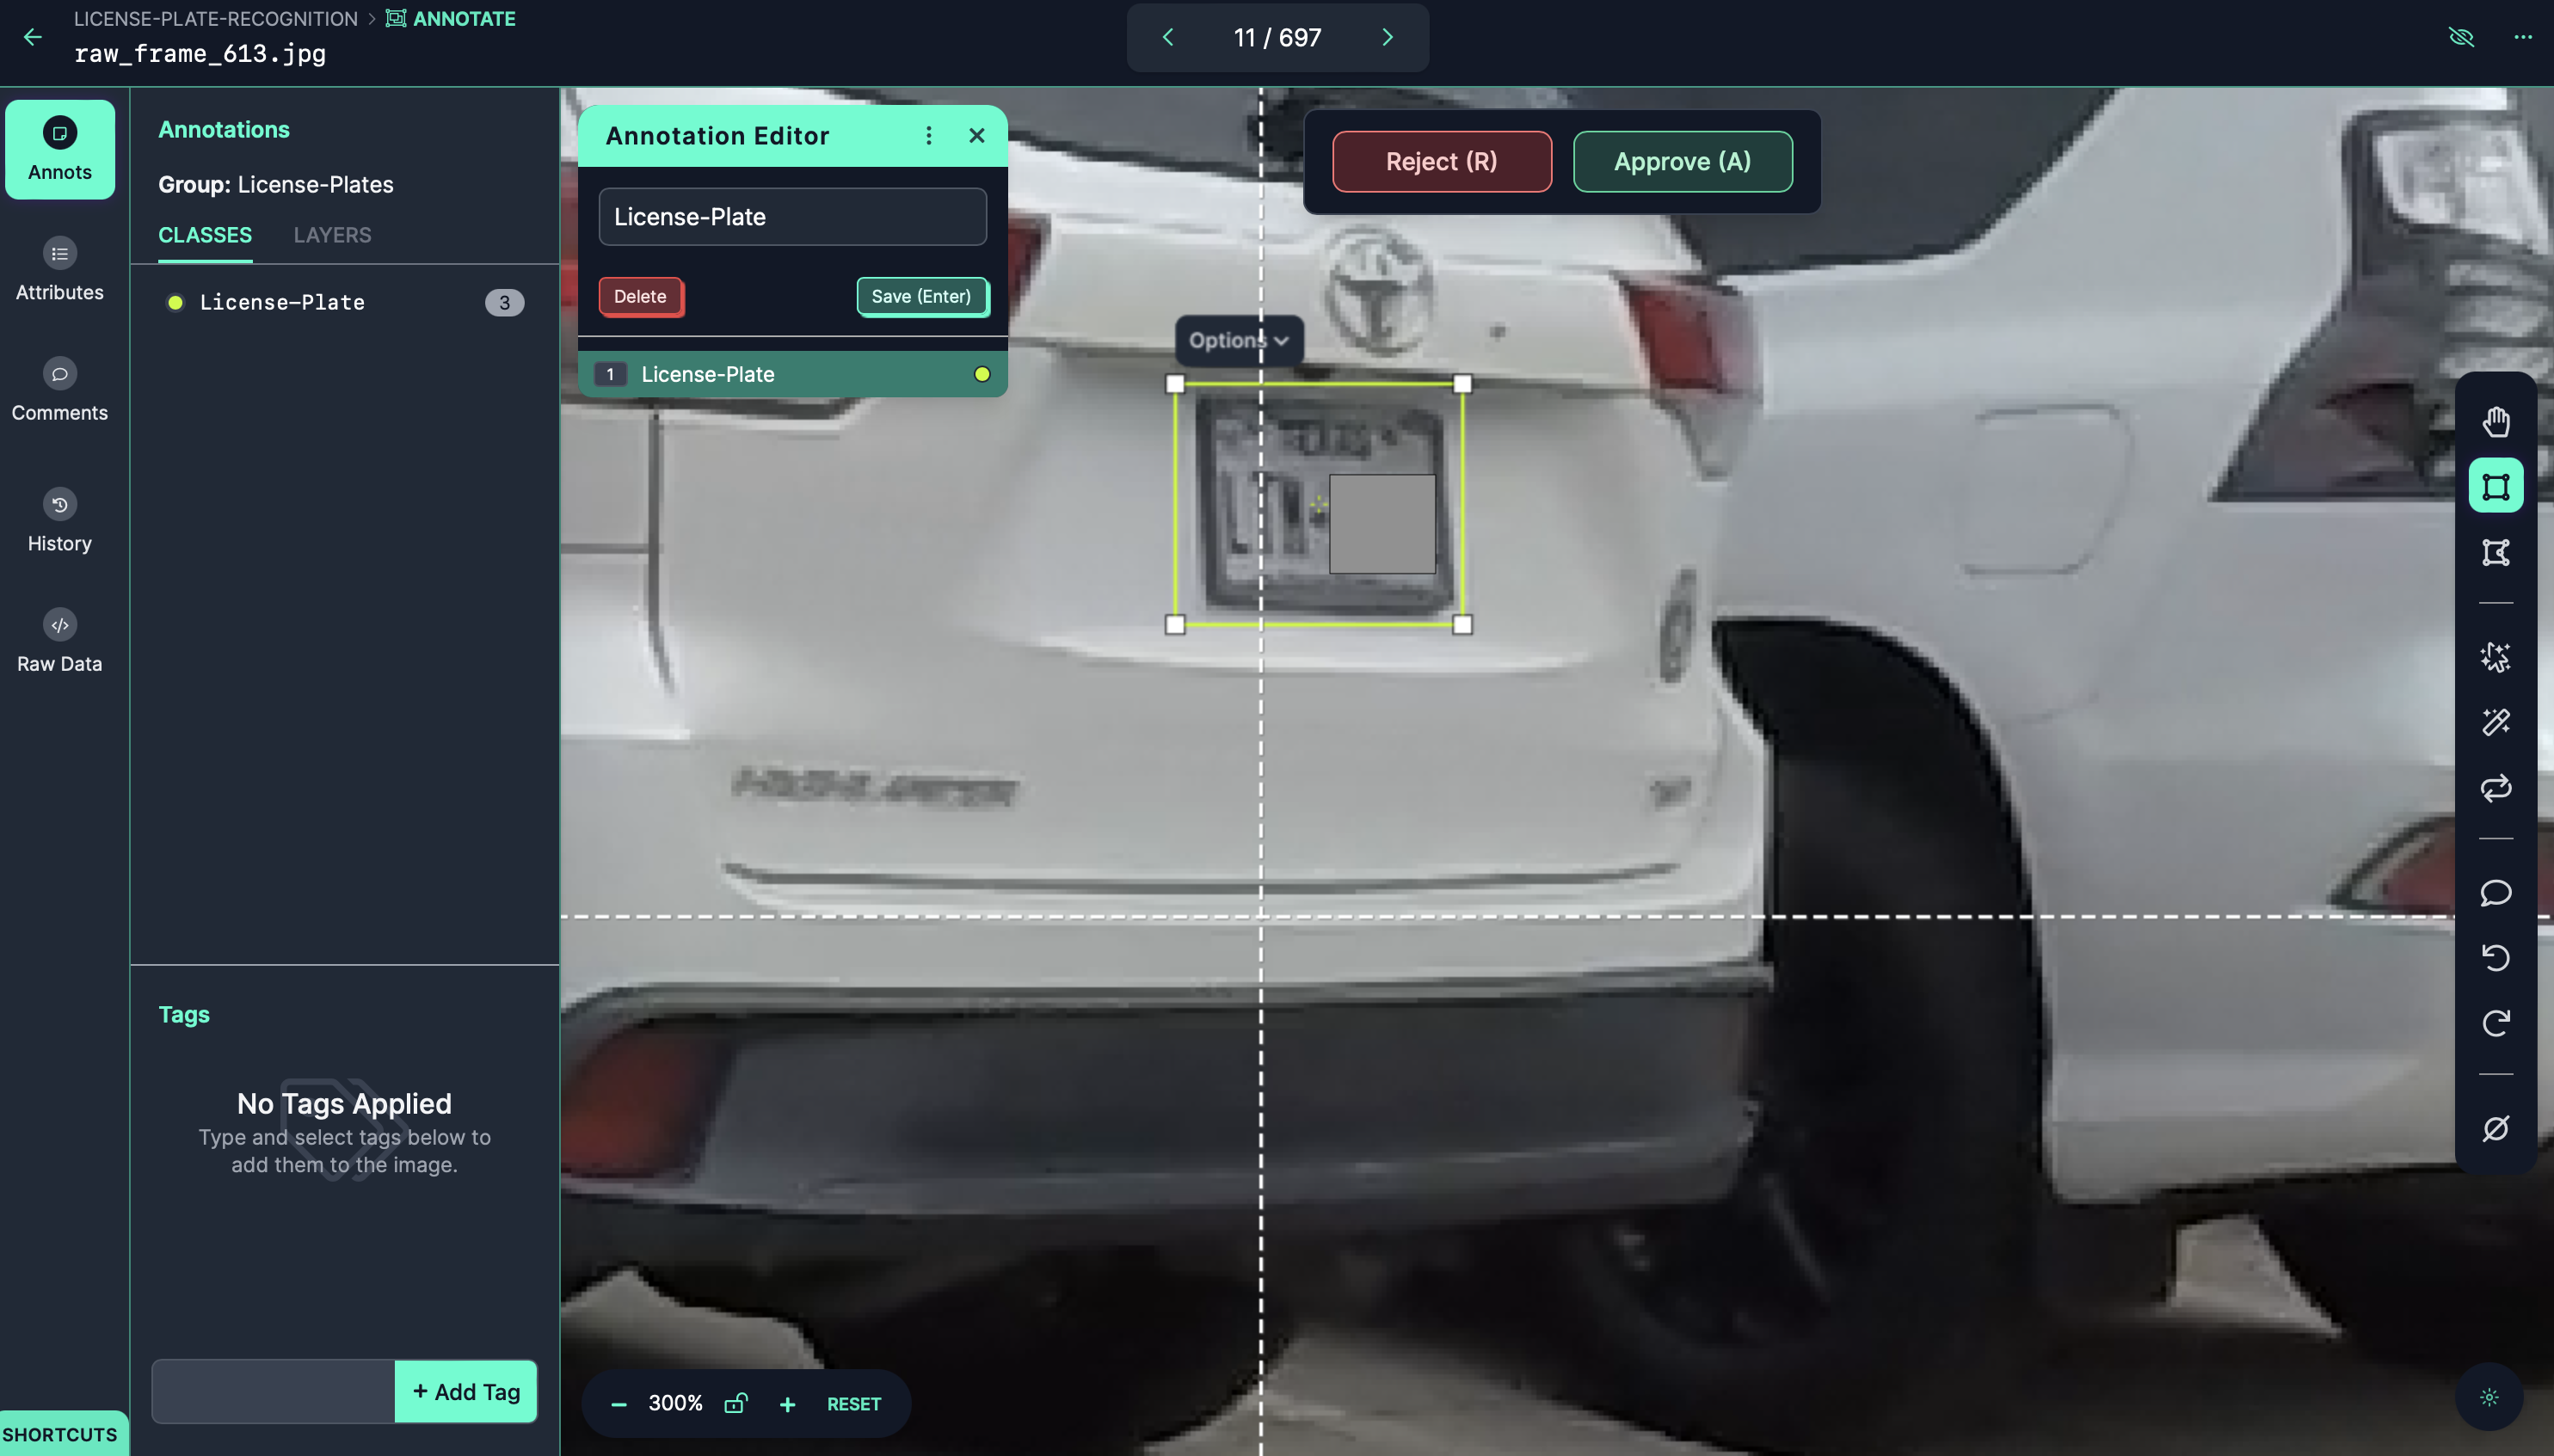 LICENSE-PLATE-RECOGNITION > ANNOTATE
raw_frame_613.jpg
11 / 697
Annots
Attributes
Comments
History
Raw Data
SHORTCUTS
Annotations
Group: License-Plates
CLASSES LAYERS
License-Plate 3
Tags
No Tags Applied
Type and select tags below to
add them to the image.
+ Add Tag
Annotation Editor
License-Plate
Delete Save (Enter)
1 License-Plate
Reject (R) Approve (A)
Options
300% RESET